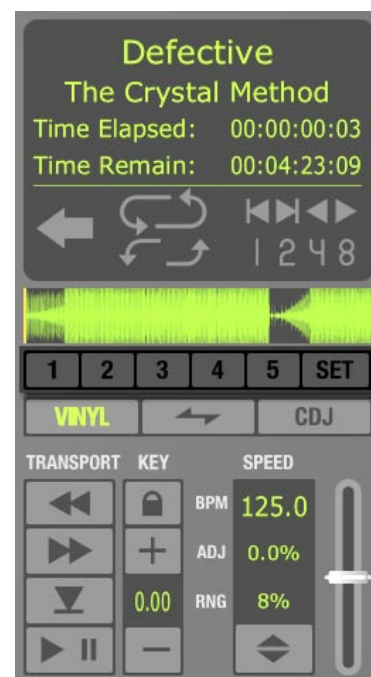 Defective
The Crystal Method
Time Elapsed: 00:00:00:03
Time Remain: 00:04:23:09
1 2 4 8
1 2 3 4 5 SET
VINYL CDJ
TRANSPORT KEY SPEED
BPM 125.0
ADJ 0.0%
0.00 RNG 8%